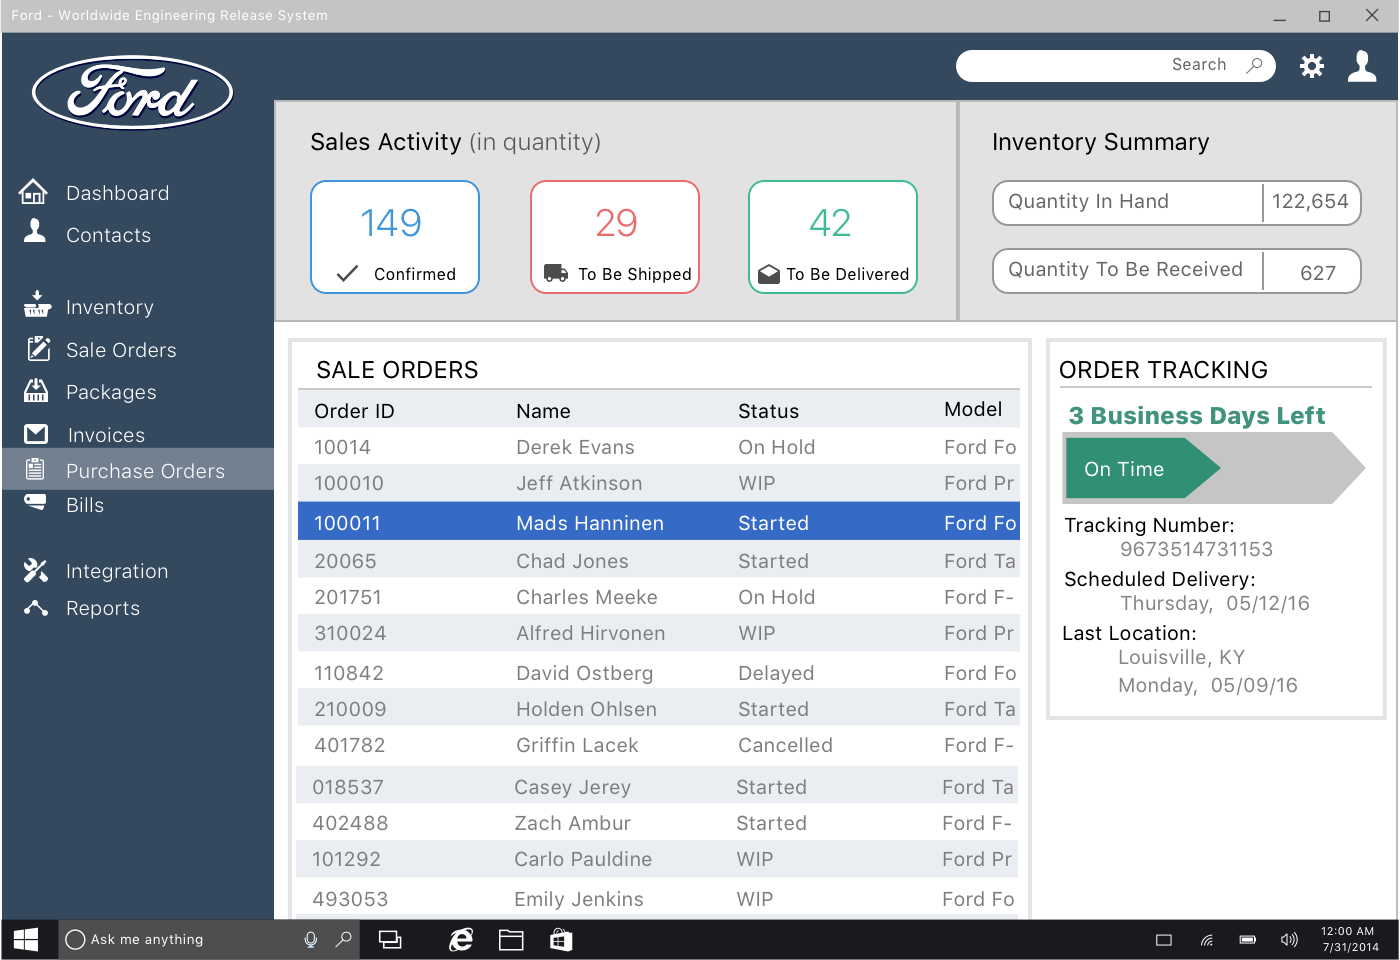 Ford - Worldwide Engineering Release System
Ford
Search
Dashboard
Contacts
Inventory
Sale Orders
Packages
Invoices
Purchase Orders
Bills
Integration
Reports
Sales Activity (in quantity)
149
Confirmed
29
To Be Shipped
42
To Be Delivered
Inventory Summary
Quantity In Hand 122,654
Quantity To Be Received 627
SALE ORDERS
Order ID Name Status Model
10014 Derek Evans On Hold Ford Fo
100010 Jeff Atkinson WIP Ford Pr
100011 Mads Hanninen Started Ford Fo
20065 Chad Jones Started Ford Ta
201751 Charles Meeke On Hold Ford F-
310024 Alfred Hirvonen WIP Ford Pr
110842 David Ostberg Delayed Ford Fo
210009 Holden Ohlsen Started Ford Ta
401782 Griffin Lacek Cancelled Ford F-
018537 Casey Jerey Started Ford Ta
402488 Zach Ambur Started Ford F-
101292 Carlo Pauldine WIP Ford Pr
493053 Emily Jenkins WIP Ford Fo
ORDER TRACKING
3 Business Days Left
On Time
Tracking Number:
9673514731153
Scheduled Delivery:
Thursday, 05/12/16
Last Location:
Louisville, KY
Monday, 05/09/16
Ask me anything
12:00 AM
7/31/2014